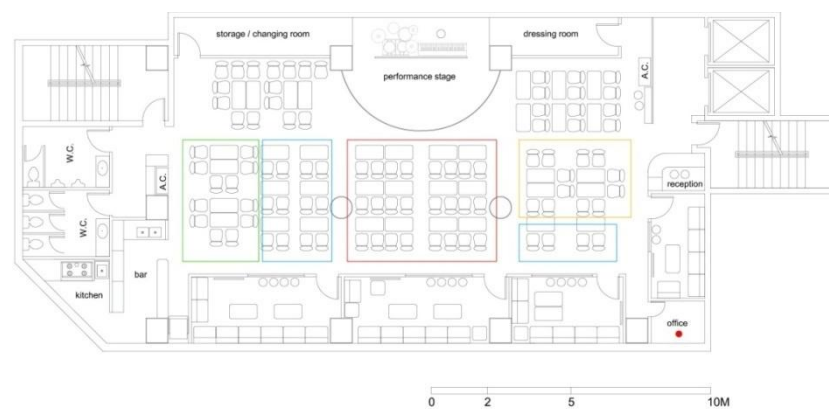 storage / changing room
dressing room
performance stage
A.C.
W.C.
A.C.
reception
W.C.
bar
kitchen
office
0 2 5 10M